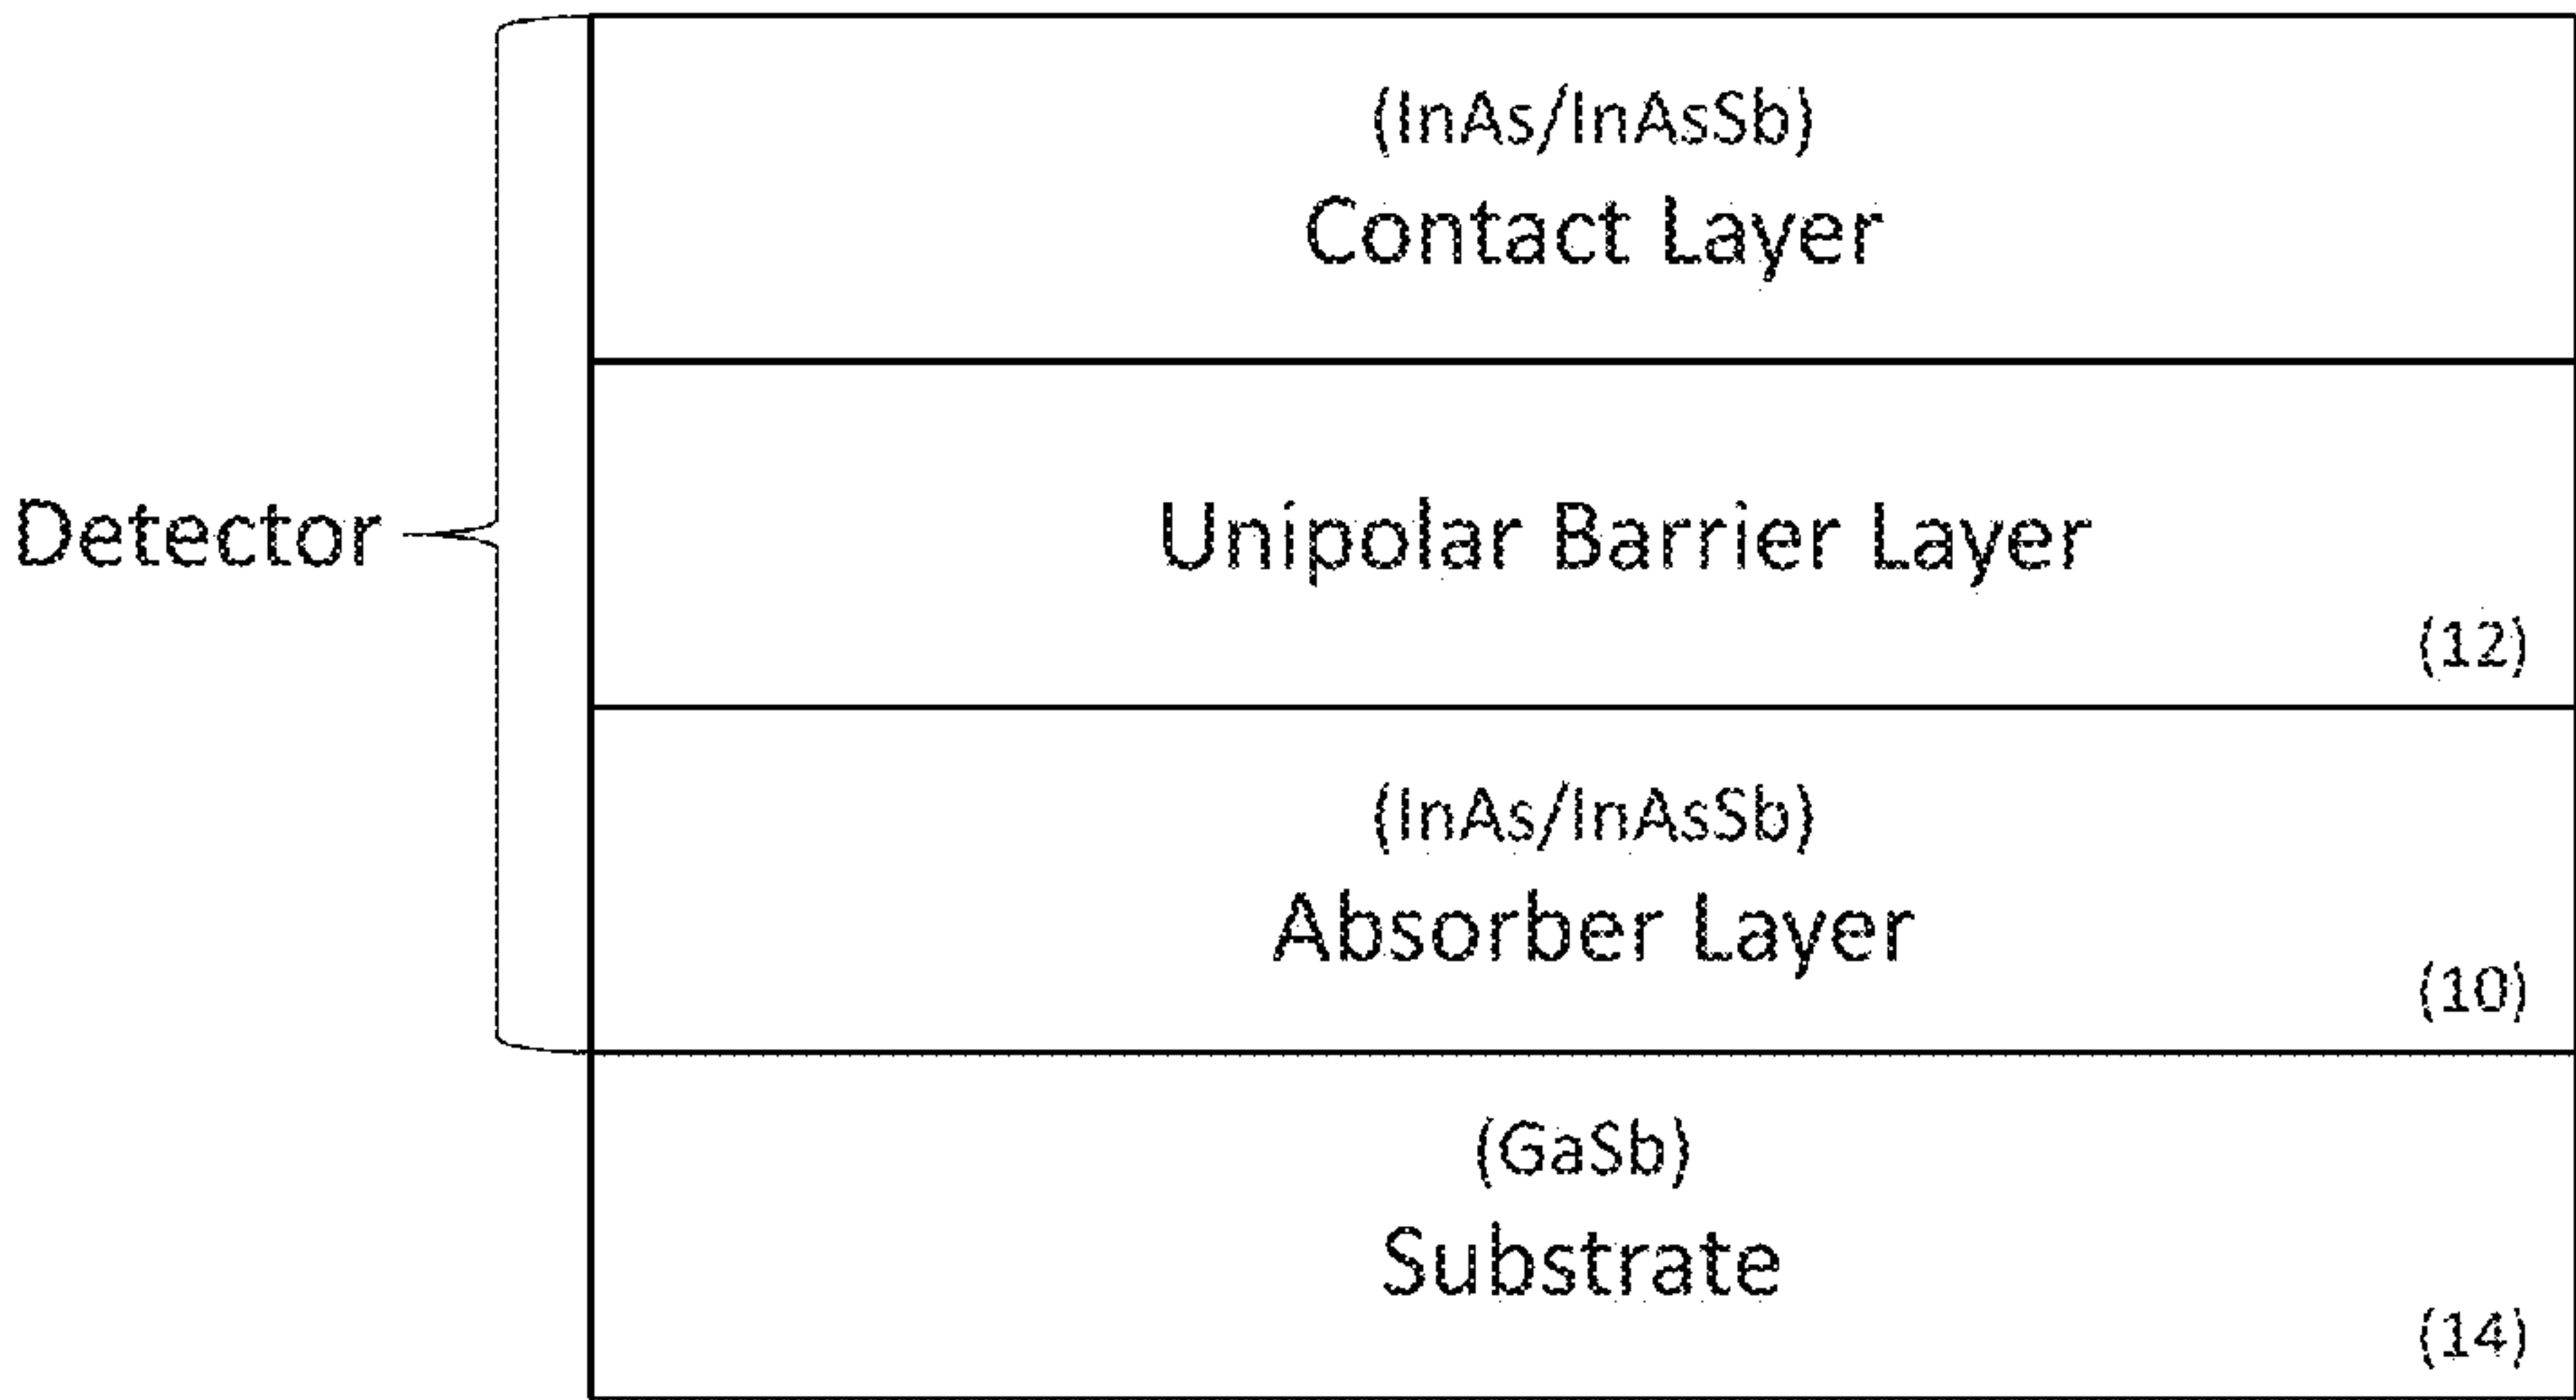 (InAs/InAsSb)
Contact Layer
Detector
Unipolar Barrier Layer
(12)
(InAs/InAsSb)
Absorber Layer
(10)
(GaSb)
Substrate
(14)